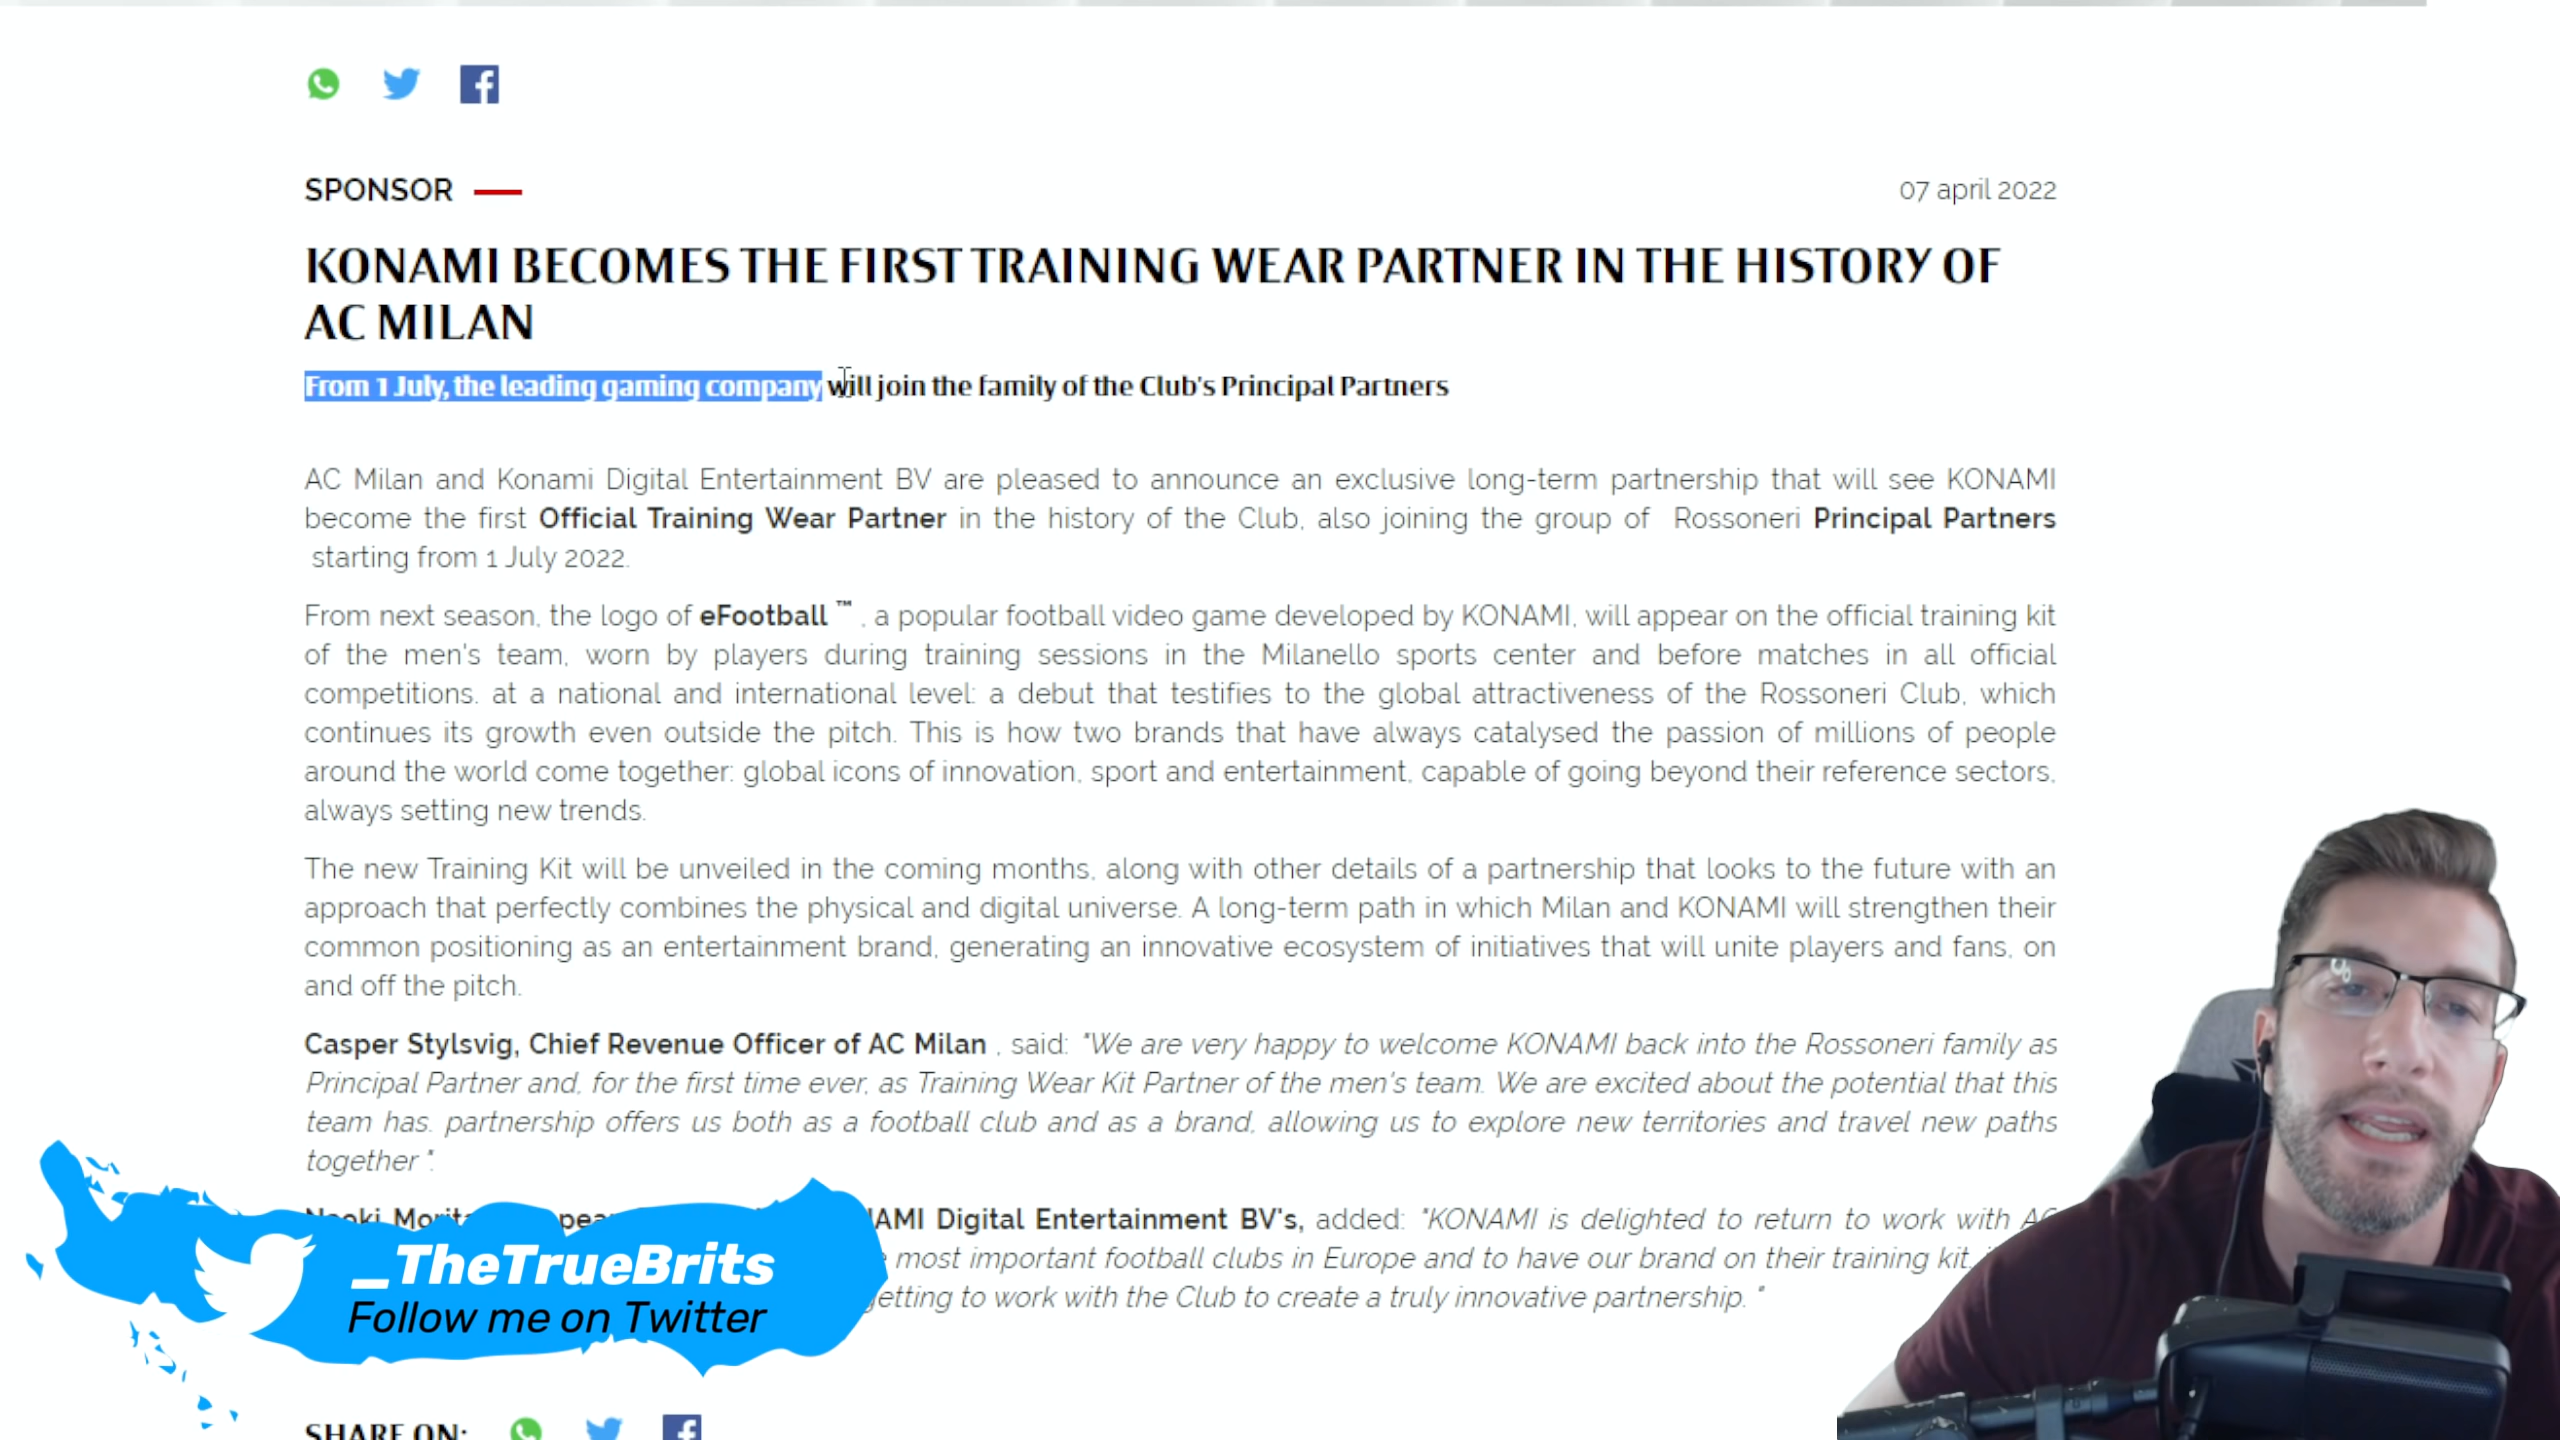 SPONSOR
07 april 2022
KONAMI BECOMES THE FIRST TRAINING WEAR PARTNER IN THE HISTORY OF
AC MILAN
From 1 July, the leading gaming company will join the family of the Club's Principal Partners
AC Milan and Konami Digital Entertainment BV are pleased to announce an exclusive long-term partnership that will see KONAMI
become the first Official Training Wear Partner in the history of the Club, also joining the group of Rossoneri Principal Partners
starting from 1 July 2022.
From next season, the logo of eFootball ™ , a popular football video game developed by KONAMI, will appear on the official training kit
of the men's team, worn by players during training sessions in the Milanello sports center and before matches in all official
competitions. at a national and international level: a debut that testifies to the global attractiveness of the Rossoneri Club, which
continues its growth even outside the pitch. This is how two brands that have always catalysed the passion of millions of people
around the world come together: global icons of innovation, sport and entertainment, capable of going beyond their reference sectors,
always setting new trends.
The new Training Kit will be unveiled in the coming months, along with other details of a partnership that looks to the future with an
approach that perfectly combines the physical and digital universe. A long-term path in which Milan and KONAMI will strengthen their
common positioning as an entertainment brand, generating an innovative ecosystem of initiatives that will unite players and fans, on
and off the pitch.
Casper Stylsvig, Chief Revenue Officer of AC Milan , said: "We are very happy to welcome KONAMI back into the Rossoneri family as
Principal Partner and, for the first time ever, as Training Wear Kit Partner of the men's team. We are excited about the potential that this
team has. partnership offers us both as a football club and as a brand, allowing us to explore new territories and travel new paths
together ".
Digital Entertainment BV's, added: "KONAMI is delighted to return to work with
most important football clubs in Europe and to have our brand on their training kit.
getting to work with the Club to create a truly innovative partnership. "
_TheTrueBrits
Follow me on Twitter
SHARE ON: